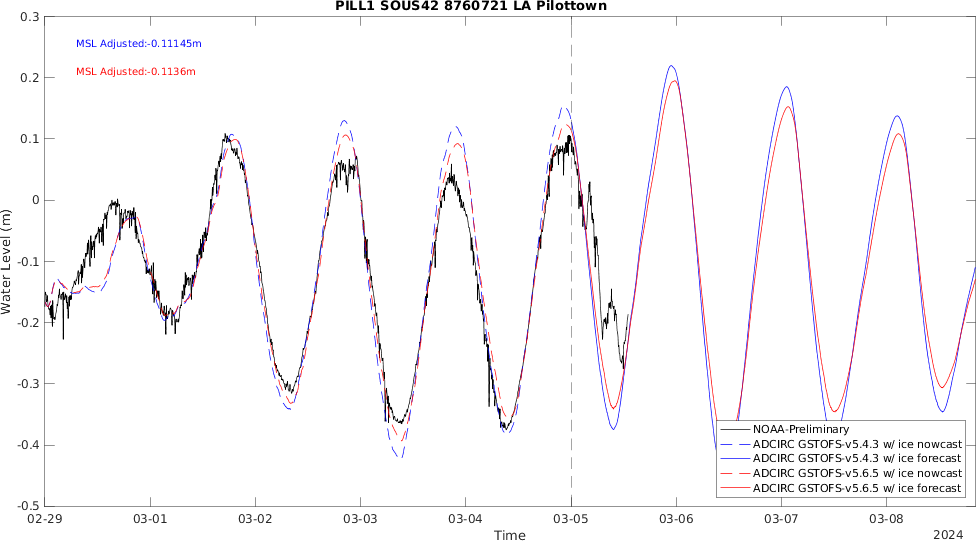 PILL1 SOUS42 8760721 LA Pilottown
MSL Adjusted:-0.11145m
MSL Adjusted:-0.1136m
Water Level (m)
0.3
0.2
0.1
0
-0.1
-0.2
-0.3
-0.4
-0.5
NOAA-Preliminary
ADCIRC GSTOFS-v5.4.3 w/ ice nowcast
ADCIRC GSTOFS-v5.4.3 w/ ice forecast
ADCIRC GSTOFS-v5.6.5 w/ ice nowcast
ADCIRC GSTOFS-v5.6.5 w/ ice forecast
02-29 03-01 03-02 03-03 03-04 03-05 03-06 03-07 03-08
Time
2024